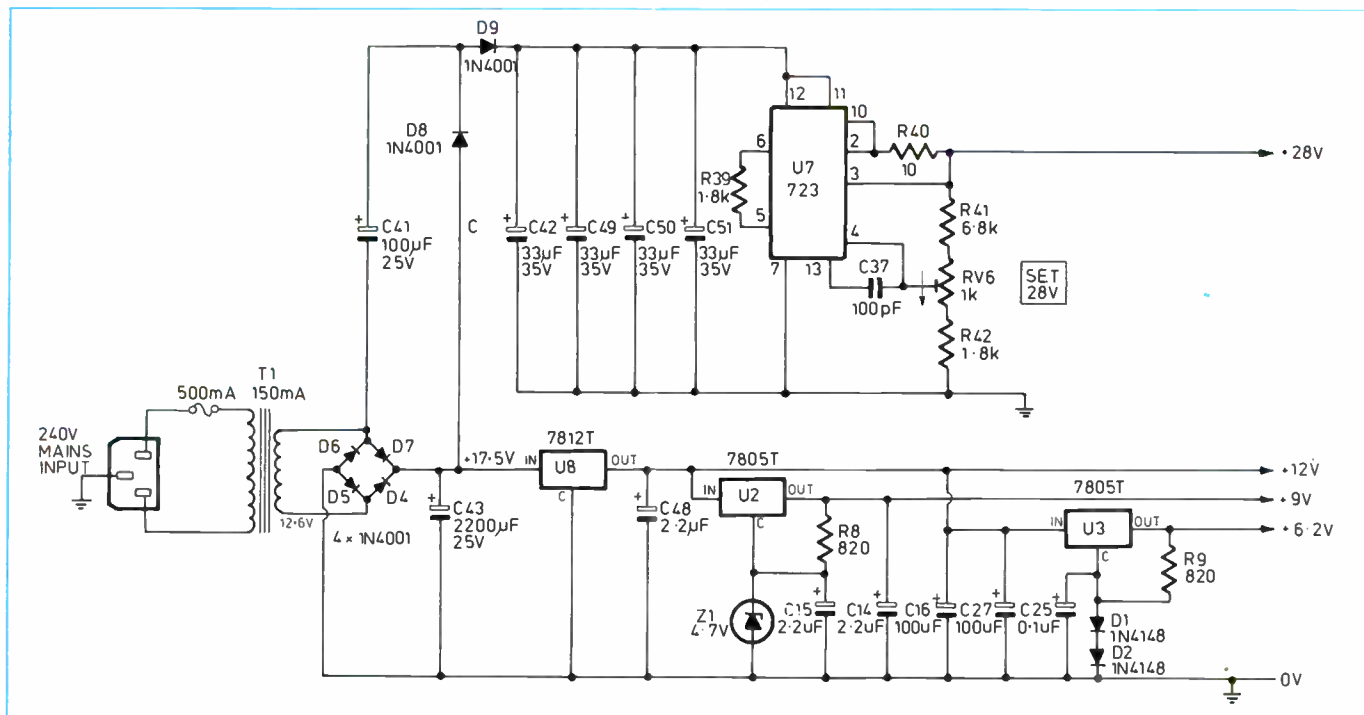 D9
1N4001
D8
1N4001
C
+
C41
100µF
25V
+
C42
33µF
35V
+
C49
33µF
35V
+
C50
33µF
35V
+
C51
33µF
35V
R39
1·8k
6
5
12
11
10
2
3
4
7
13
U7
723
R40
10
C37
100pF
R41
6·8k
RV6
1k
R42
1·8k
SET
28V
+28V
240V
MAINS
INPUT
500mA
T1
150mA
12·6V
D6
D7
D5
D4
4 x 1N4001
+17·5V
+
C43
2200µF
25V
7812T
IN
U8
OUT
C
+
C48
2·2µF
7805T
IN
U2
OUT
C
R8
820
Z1
4·7V
+
C15
2·2uF
+
C14
2·2uF
+
C16
100uF
+
C27
100uF
+
C25
0·1uF
7805T
IN
U3
OUT
C
R9
820
D1
1N4148
D2
1N4148
+12V
+9V
+6·2V
0V